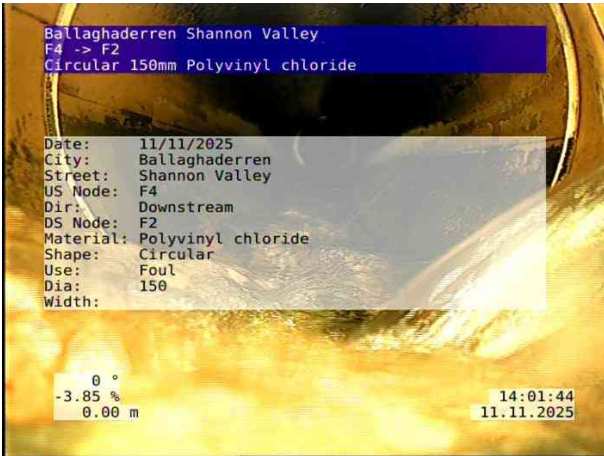 Ballaghaderren Shannon Valley
F4 -> F2
Circular 150mm Polyvinyl chloride
Date: 11/11/2025
City: Ballaghaderren
Street: Shannon Valley
US Node: F4
Dir: Downstream
DS Node: F2
Material: Polyvinyl chloride
Shape: Circular
Use: Foul
Dia: 150
Width:
0 °
-3.85 %
0.00 m
14:01:44
11.11.2025